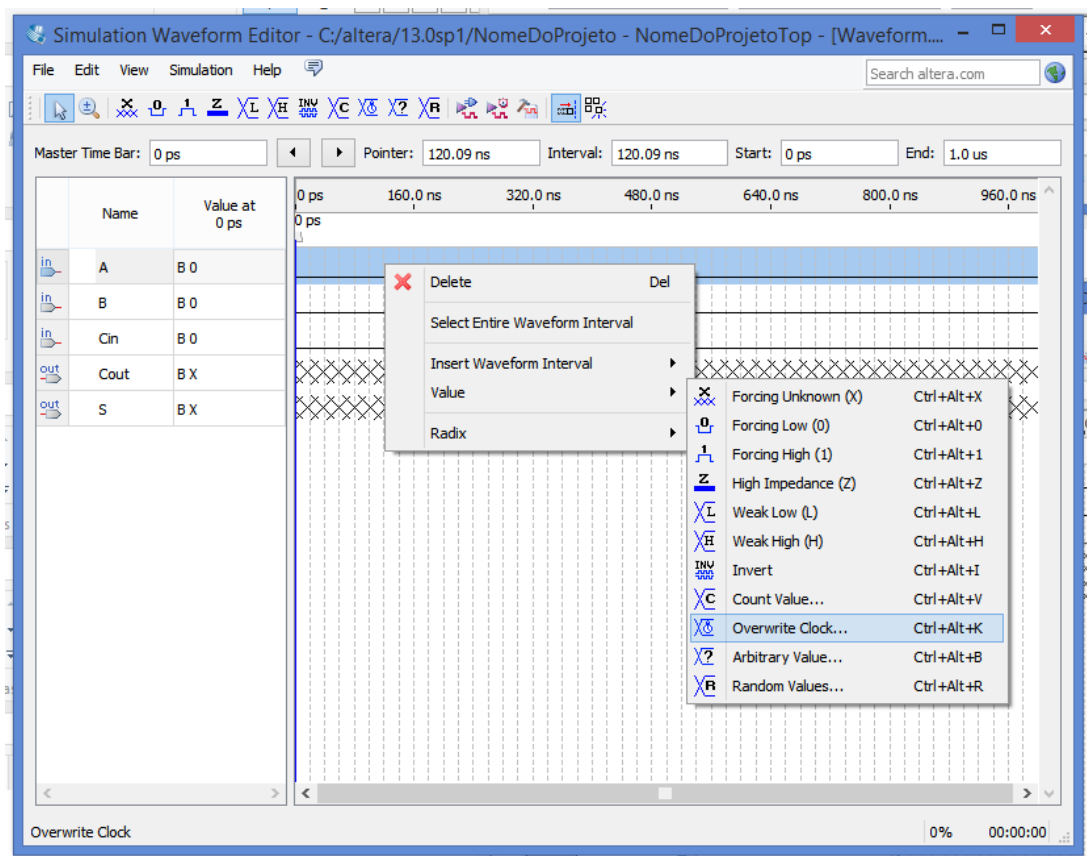 Simulation Waveform Editor - C:/altera/13.0sp1/NomeDoProjeto - NomeDoProjetoTop - [Waveform....
File Edit View Simulation Help Search altera.com
Master Time Bar: 0 ps Pointer: 120.09 ns Interval: 120.09 ns Start: 0 ps End: 1.0 us
Name Value at
0 ps
0 ps 160.0 ns 320.0 ns 480.0 ns 640.0 ns 800.0 ns 960.0 ns
0 ps
in A B 0
in B B 0
in Cin B 0
out Cout B X
out S B X
Delete Del
Select Entire Waveform Interval
Insert Waveform Interval
Value
Radix
Forcing Unknown (X) Ctrl+Alt+X
Forcing Low (0) Ctrl+Alt+0
Forcing High (1) Ctrl+Alt+1
High Impedance (Z) Ctrl+Alt+Z
Weak Low (L) Ctrl+Alt+L
Weak High (H) Ctrl+Alt+H
Invert Ctrl+Alt+I
Count Value... Ctrl+Alt+V
Overwrite Clock... Ctrl+Alt+K
Arbitrary Value... Ctrl+Alt+B
Random Values... Ctrl+Alt+R
Overwrite Clock 0% 00:00:00